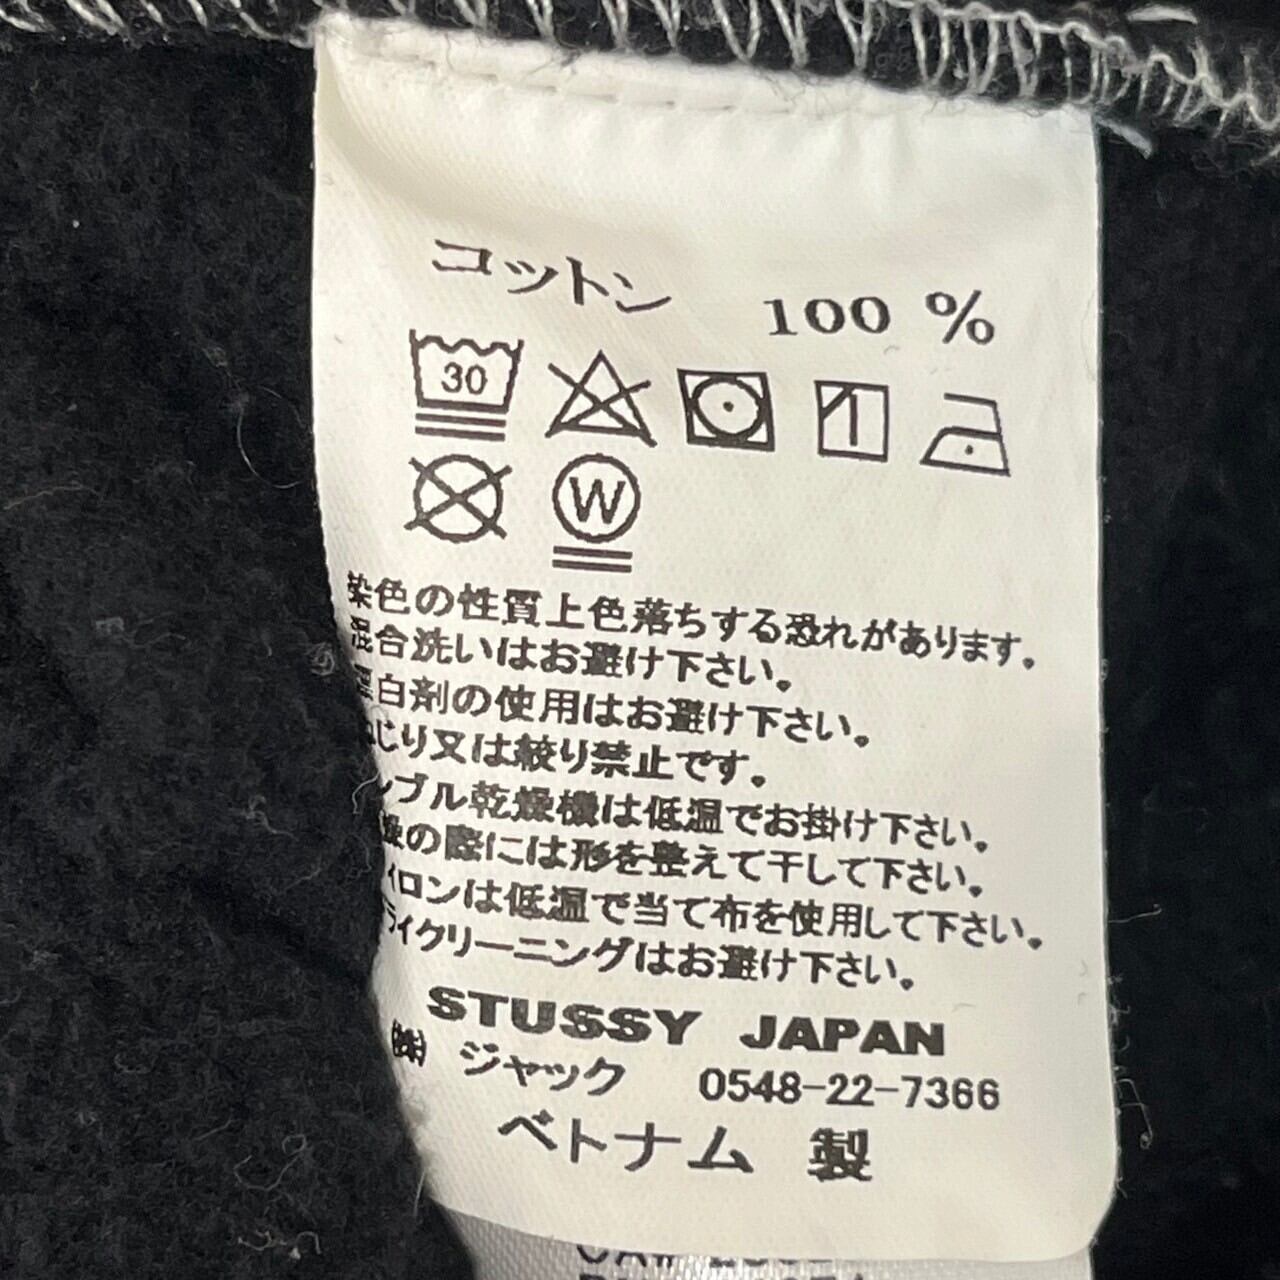 コットン 100 %
30
W
染色の性質上色落ちする恐れがあります。
混合洗いはお避け下さい。
漂白剤の使用はお避け下さい。
ねじり又は絞り禁止です。
ンブル乾燥機は低温でお掛け下さい。
燥の際には形を整えて干して下さい。
イロンは低温で当て布を使用して下さい。
ライクリーニングはお避け下さい。
STUSSY JAPAN
㈱ ジャック 0548-22-7366
ベトナム 製